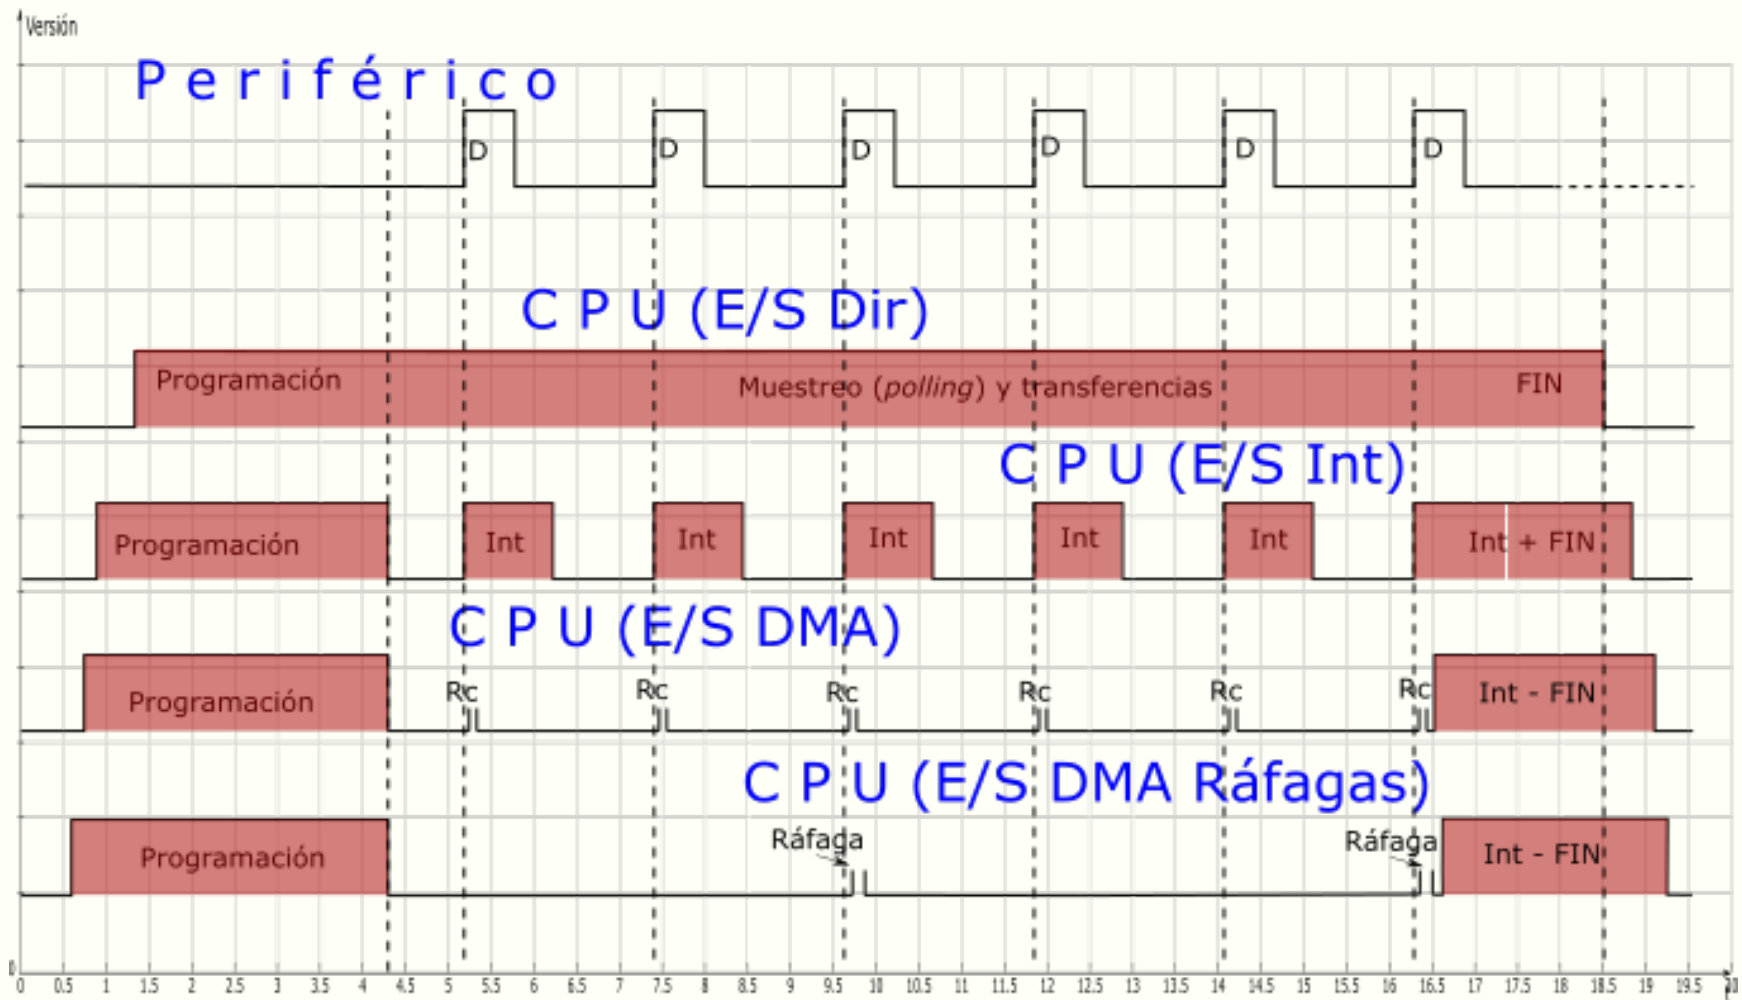 Versión
P e r i f é r i c o
D D D D D D
C P U (E/S Dir)
Programación Muestreo (polling) y transferencias FIN
C P U (E/S Int)
Programación Int Int Int Int Int Int + FIN
C P U (E/S DMA)
Rc Rc Rc Rc Rc Rc
Programación Int - FIN
C P U (E/S DMA Ráfagas)
Ráfaga Ráfaga
Programación Int - FIN
0 0.5 1 1.5 2 2.5 3 3.5 4 4.5 5 5.5 6 6.5 7 7.5 8 8.5 9 9.5 10 10.5 11 11.5 12 12.5 13 13.5 14 14.5 15 15.5 16 16.5 17 17.5 18 18.5 19 19.5